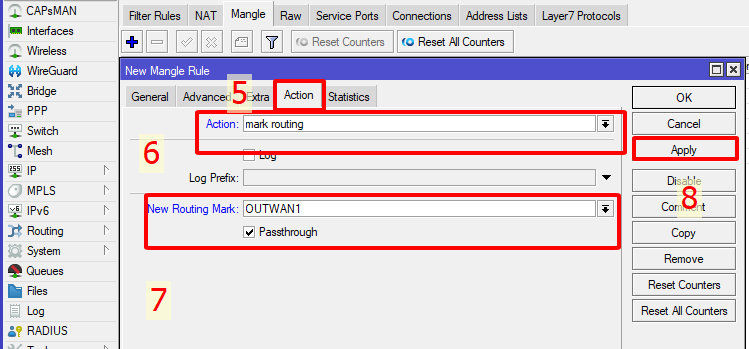 CAPsMAN
Interfaces
Wireless
WireGuard
Bridge
PPP
Switch
Mesh
IP
MPLS
IPv6
Routing
System
Queues
Files
Log
RADIUS
Filter Rules NAT Mangle Raw Service Ports Connections Address Lists Layer7 Protocols
Reset Counters Reset All Counters
New Mangle Rule
General Advanced Extra Action Statistics
5
Action: mark routing
6
Log
Log Prefix:
New Routing Mark: OUTWAN1
Passthrough
7
OK
Cancel
Apply
Disable
8
Comment
Copy
Remove
Reset Counters
Reset All Counters